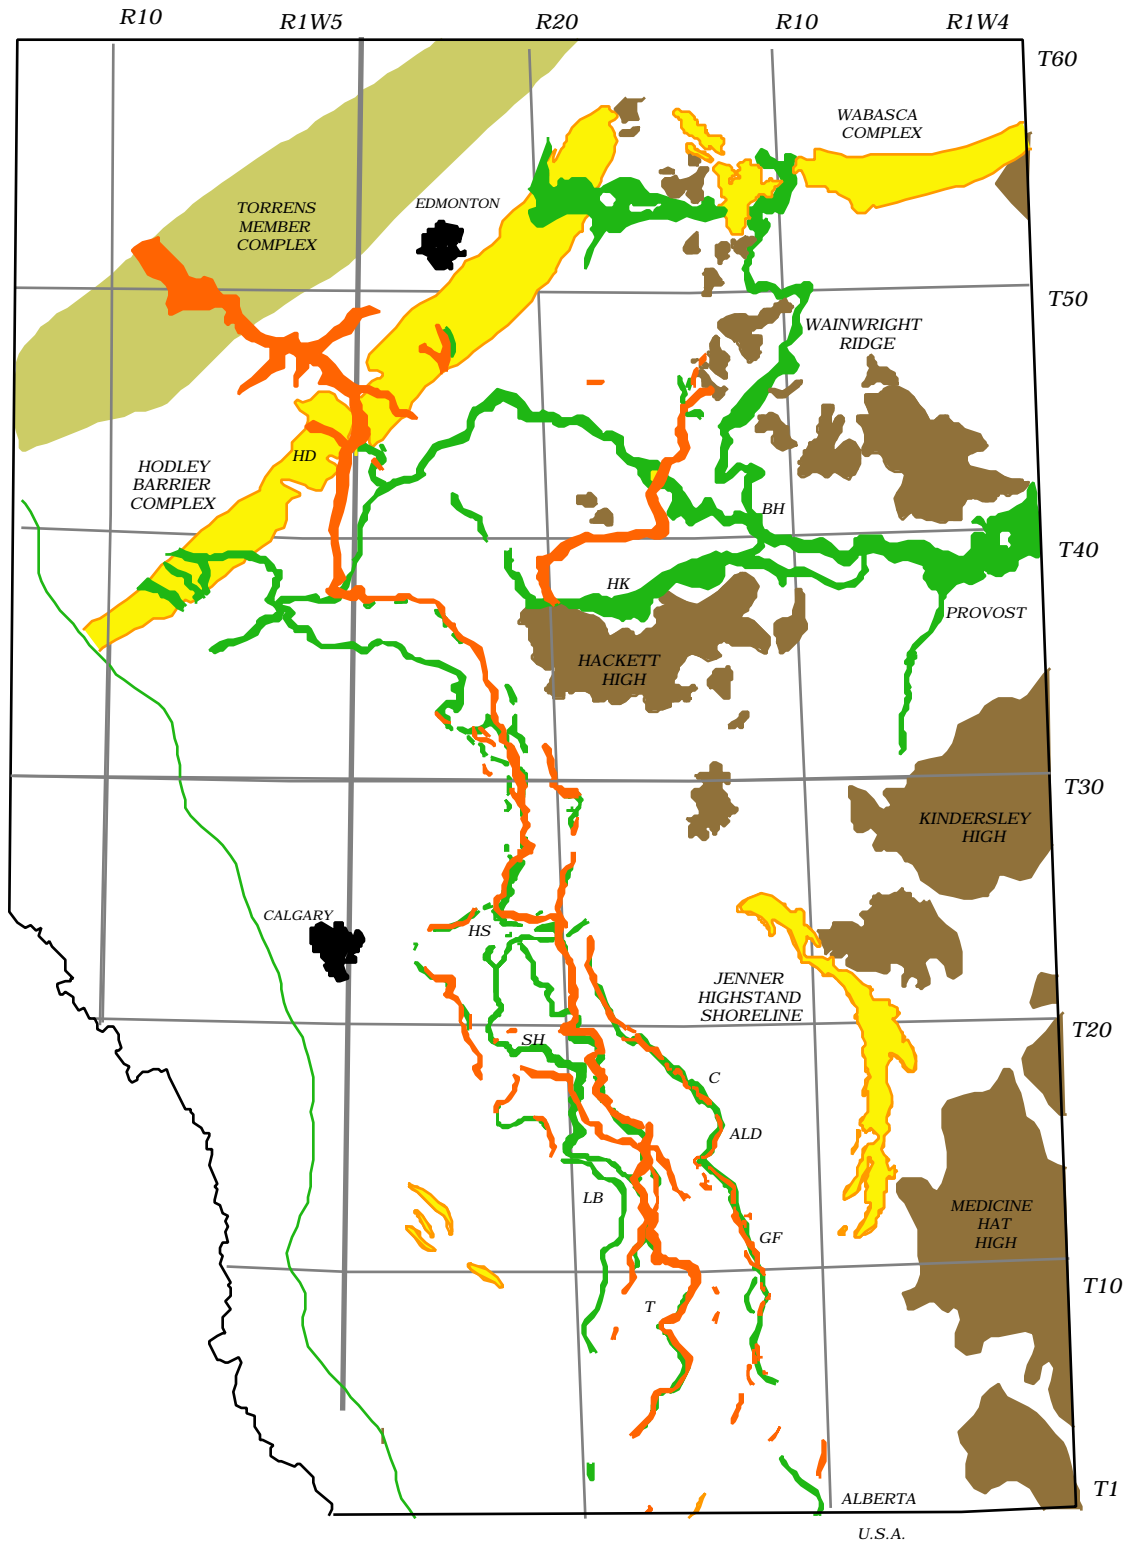 R10
R1W5
R20
R10
R1W4
T60
WABASCA
COMPLEX
TORRENS
MEMBER
COMPLEX
EDMONTON
T50
WAINWRIGHT
RIDGE
HODLEY
BARRIER
COMPLEX
HD
BH
T40
HK
PROVOST
HACKETT
HIGH
T30
KINDERSLEY
HIGH
CALGARY
HS
JENNER
HIGHSTAND
SHORELINE
T20
SH
C
ALD
LB
MEDICINE
HAT
HIGH
GF
T10
T
T1
ALBERTA
U.S.A.